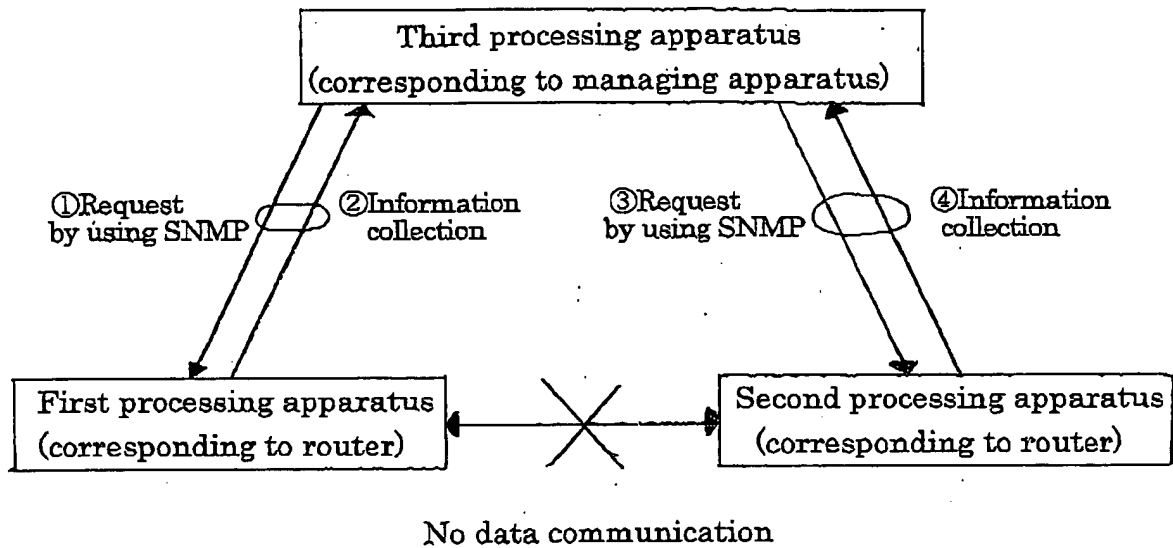 Third processing apparatus
(corresponding to managing apparatus)
①Request
by using SNMP
②Information
collection
③Request
by using SNMP
④Information
collection
First processing apparatus
(corresponding to router)
Second processing apparatus
(corresponding to router)
No data communication